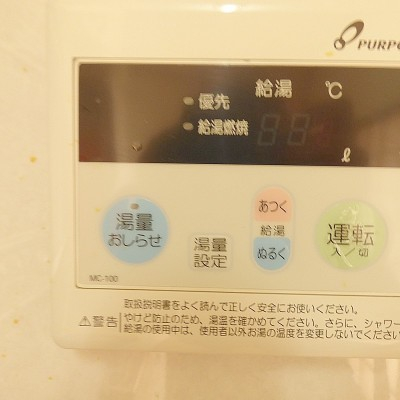 PURPO
優先 給湯 ℃
給湯燃焼 88
ℓ
湯量
おしらせ
湯量
設定
あつく
給湯
ぬるく
運転
入/切
MC-100
取扱説明書をよく読んで正しく安全にお使いください。
⚠警告 やけど防止のため、湯温を確かめてください。さらに、シャワー
給湯の使用中は、使用者以外お湯の温度を変更しないでください